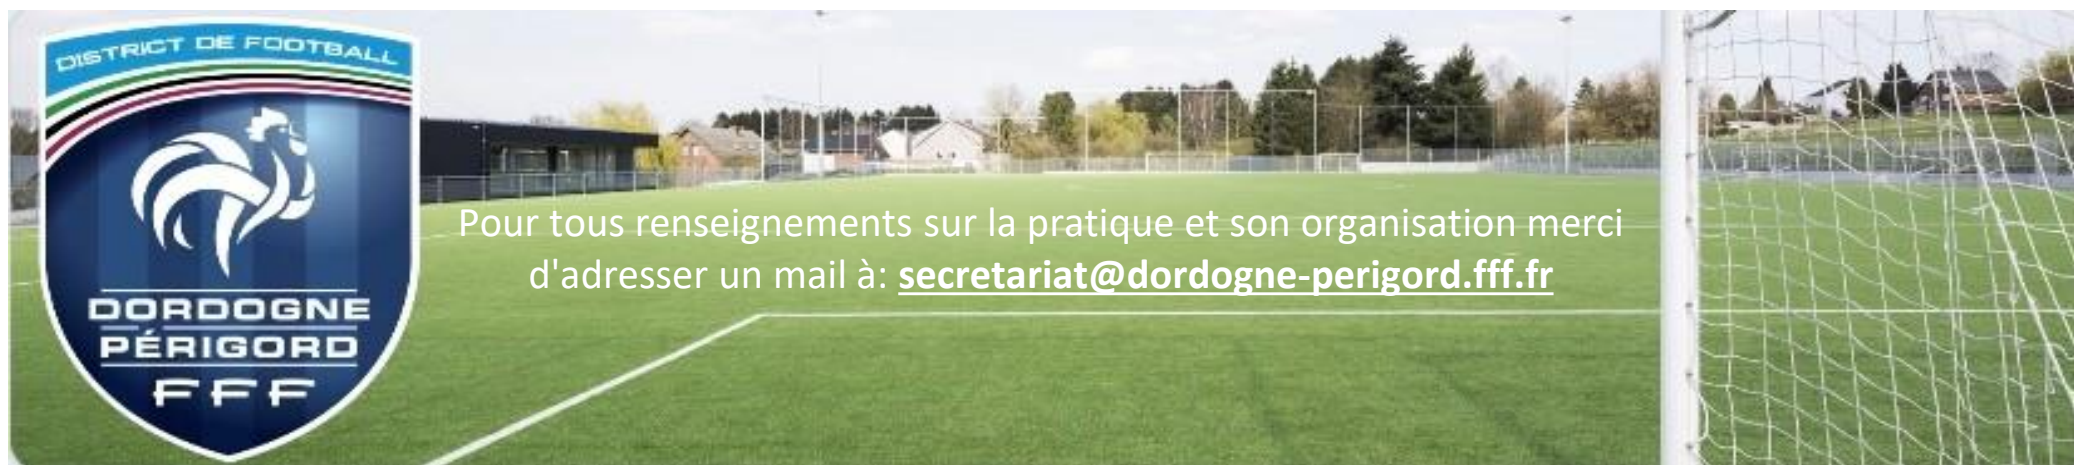 DISTRICT DE FOOTBALL
DORDOGNE
PÉRIGORD
FFF
Pour tous renseignements sur la pratique et son organisation merci
d'adresser un mail à: secretariat@dordogne-perigord.fff.fr